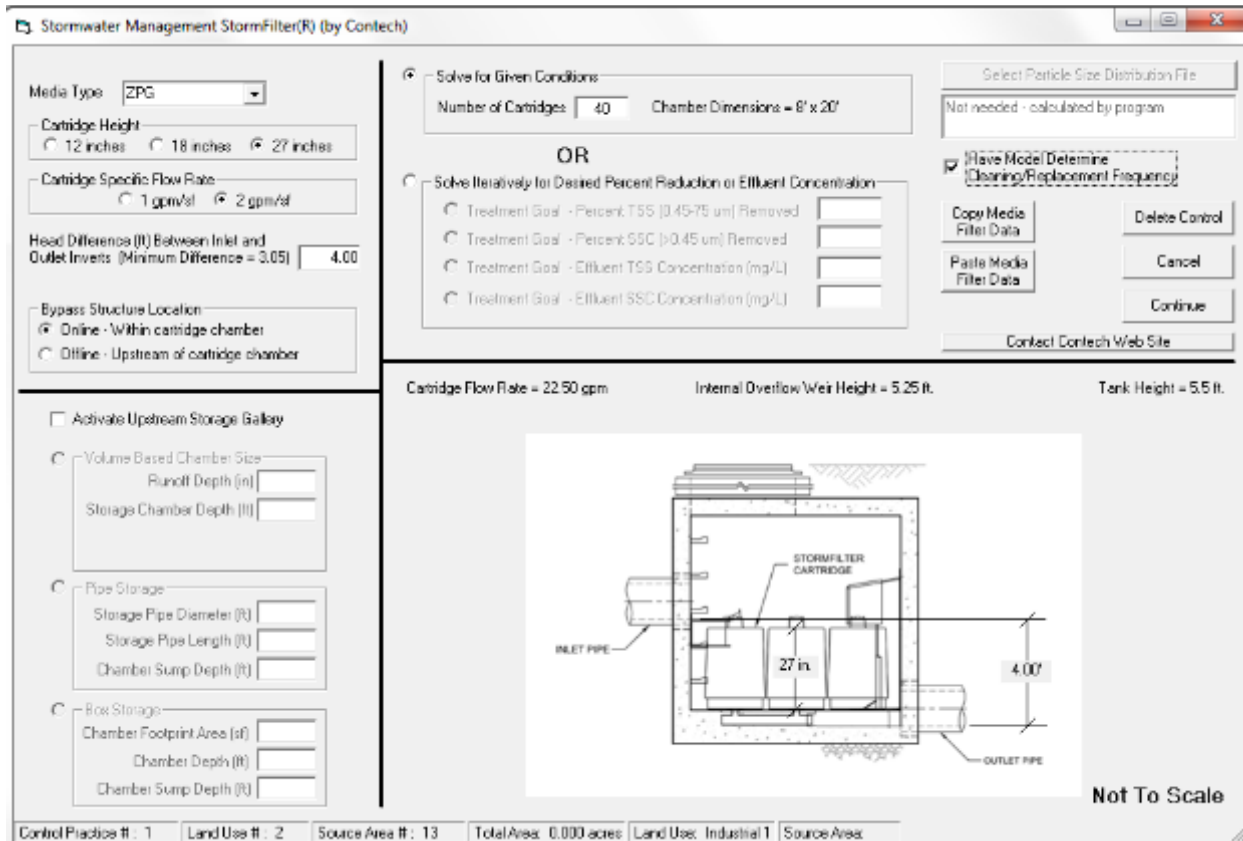 Stormwater Management StormFilter(R) (by Contech)
Media Type
ZPG
Cartridge Height
12 inches
18 inches
27 inches
Cartridge Specific Flow Rate
1 gpm/sf
2 gpm/sf
Head Difference (ft) Between Inlet and
Outlet Inverts (Minimum Difference = 3.05)
4.00
Bypass Structure Location
Online - Within cartridge chamber
Offline - Upstream of cartridge chamber
Solve for Given Conditions
Number of Cartridges
40
Chamber Dimensions = 8' x 20'
OR
Solve Iteratively for Desired Percent Reduction or Effluent Concentration
Treatment Goal - Percent TSS (0.45-75 um) Removed
Treatment Goal - Percent SSC (>0.45 um) Removed
Treatment Goal - Effluent TSS Concentration (mg/L)
Treatment Goal - Effluent SSC Concentration (mg/L)
Select Particle Size Distribution File
Not needed - calculated by program
Have Model Determine
Cleaning/Replacement Frequency
Copy Media
Filter Data
Delete Control
Paste Media
Filter Data
Cancel
Continue
Contact Contech Web Site
Activate Upstream Storage Gallery
Volume Based Chamber Size
Runoff Depth (in)
Storage Chamber Depth (ft)
Pipe Storage
Storage Pipe Diameter (ft)
Storage Pipe Length (ft)
Chamber Sump Depth (ft)
Box Storage
Chamber Footprint Area (sf)
Chamber Depth (ft)
Chamber Sump Depth (ft)
Cartridge Flow Rate = 22.50 gpm
Internal Overflow Weir Height = 5.25 ft.
Tank Height = 5.5 ft.
STORMFILTER
CARTRIDGE
INLET PIPE
27 in.
4.00'
OUTLET PIPE
Not To Scale
Control Practice # : 1
Land Use # : 2
Source Area # : 13
Total Area: 0.000 acres
Land Use: Industrial 1
Source Area: